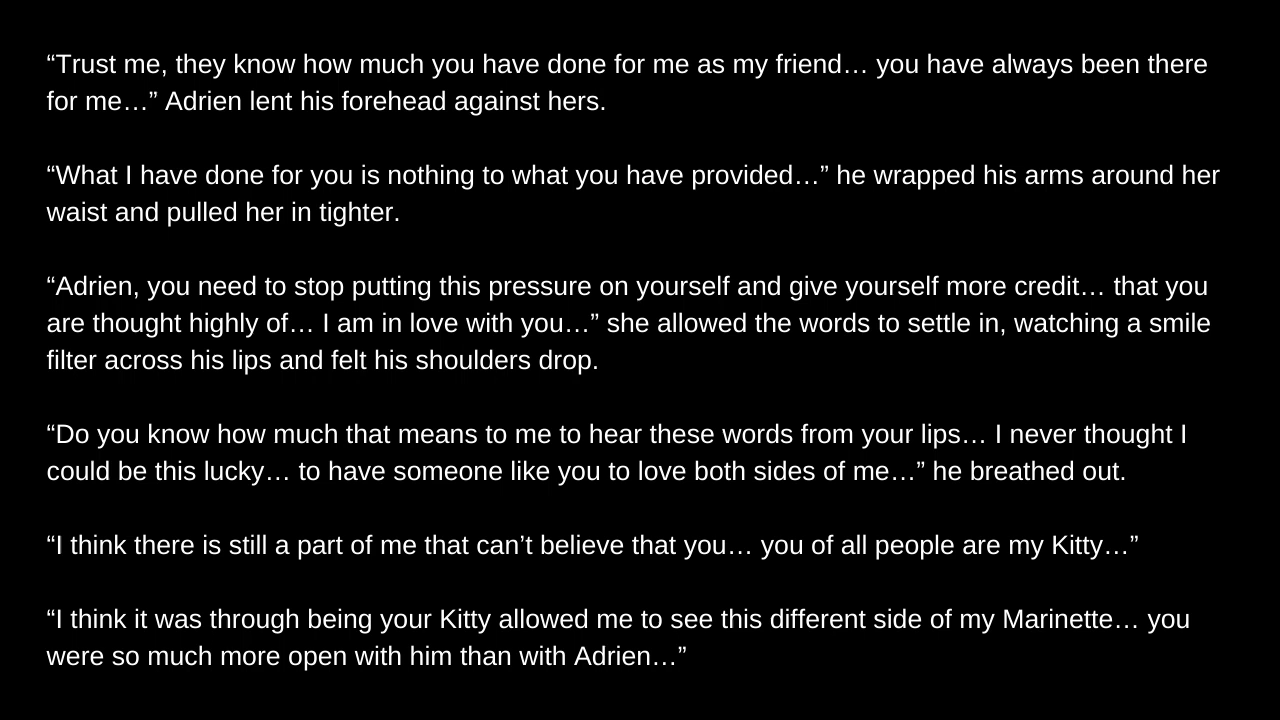 “Trust me, they know how much you have done for me as my friend… you have always been there
for me…” Adrien lent his forehead against hers.
“What I have done for you is nothing to what you have provided…” he wrapped his arms around her
waist and pulled her in tighter.
“Adrien, you need to stop putting this pressure on yourself and give yourself more credit… that you
are thought highly of… I am in love with you…” she allowed the words to settle in, watching a smile
filter across his lips and felt his shoulders drop.
“Do you know how much that means to me to hear these words from your lips… I never thought I
could be this lucky… to have someone like you to love both sides of me…” he breathed out.
“I think there is still a part of me that can’t believe that you… you of all people are my Kitty…”
“I think it was through being your Kitty allowed me to see this different side of my Marinette… you
were so much more open with him than with Adrien…”